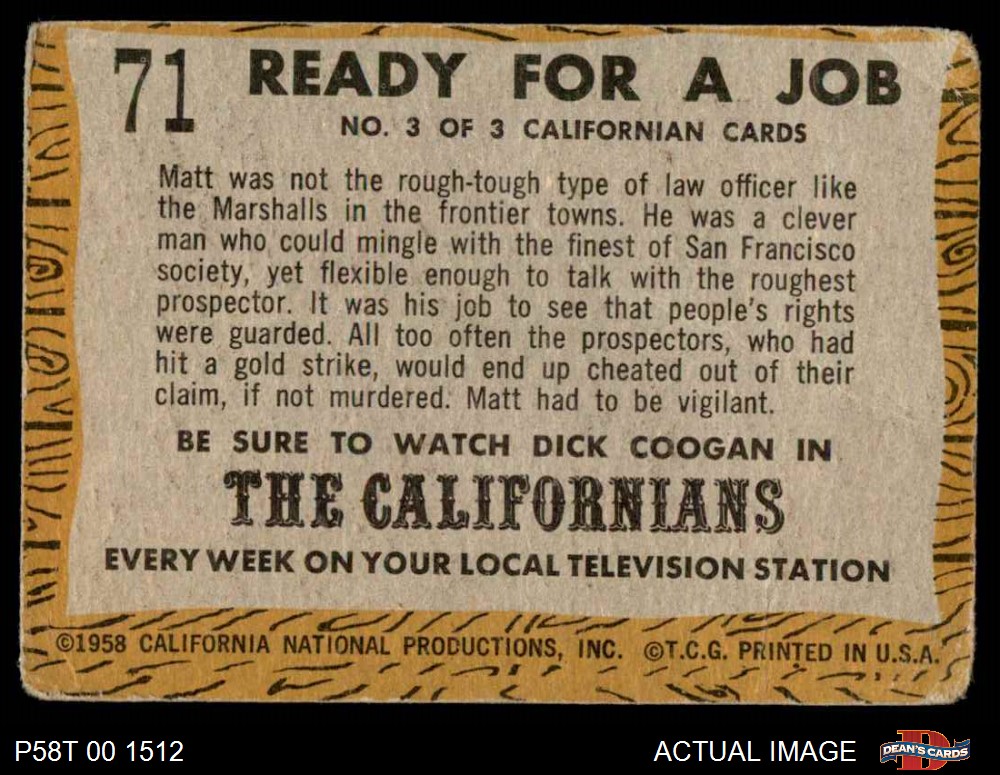 71
READY FOR A JOB
NO. 3 OF 3 CALIFORNIAN CARDS
Matt was not the rough-tough type of law officer like
the Marshalls in the frontier towns. He was a clever
man who could mingle with the finest of San Francisco
society, yet flexible enough to talk with the roughest
prospector. It was his job to see that people's rights
were guarded. All too often the prospectors, who had
hit a gold strike, would end up cheated out of their
claim, if not murdered. Matt had to be vigilant.
BE SURE TO WATCH DICK COOGAN IN
THE CALIFORNIANS
EVERY WEEK ON YOUR LOCAL TELEVISION STATION
©1958 CALIFORNIA NATIONAL PRODUCTIONS, INC. ©T.C.G. PRINTED IN U.S.A.
P58T 00 1512
ACTUAL IMAGE
D
DEAN'S CARDS